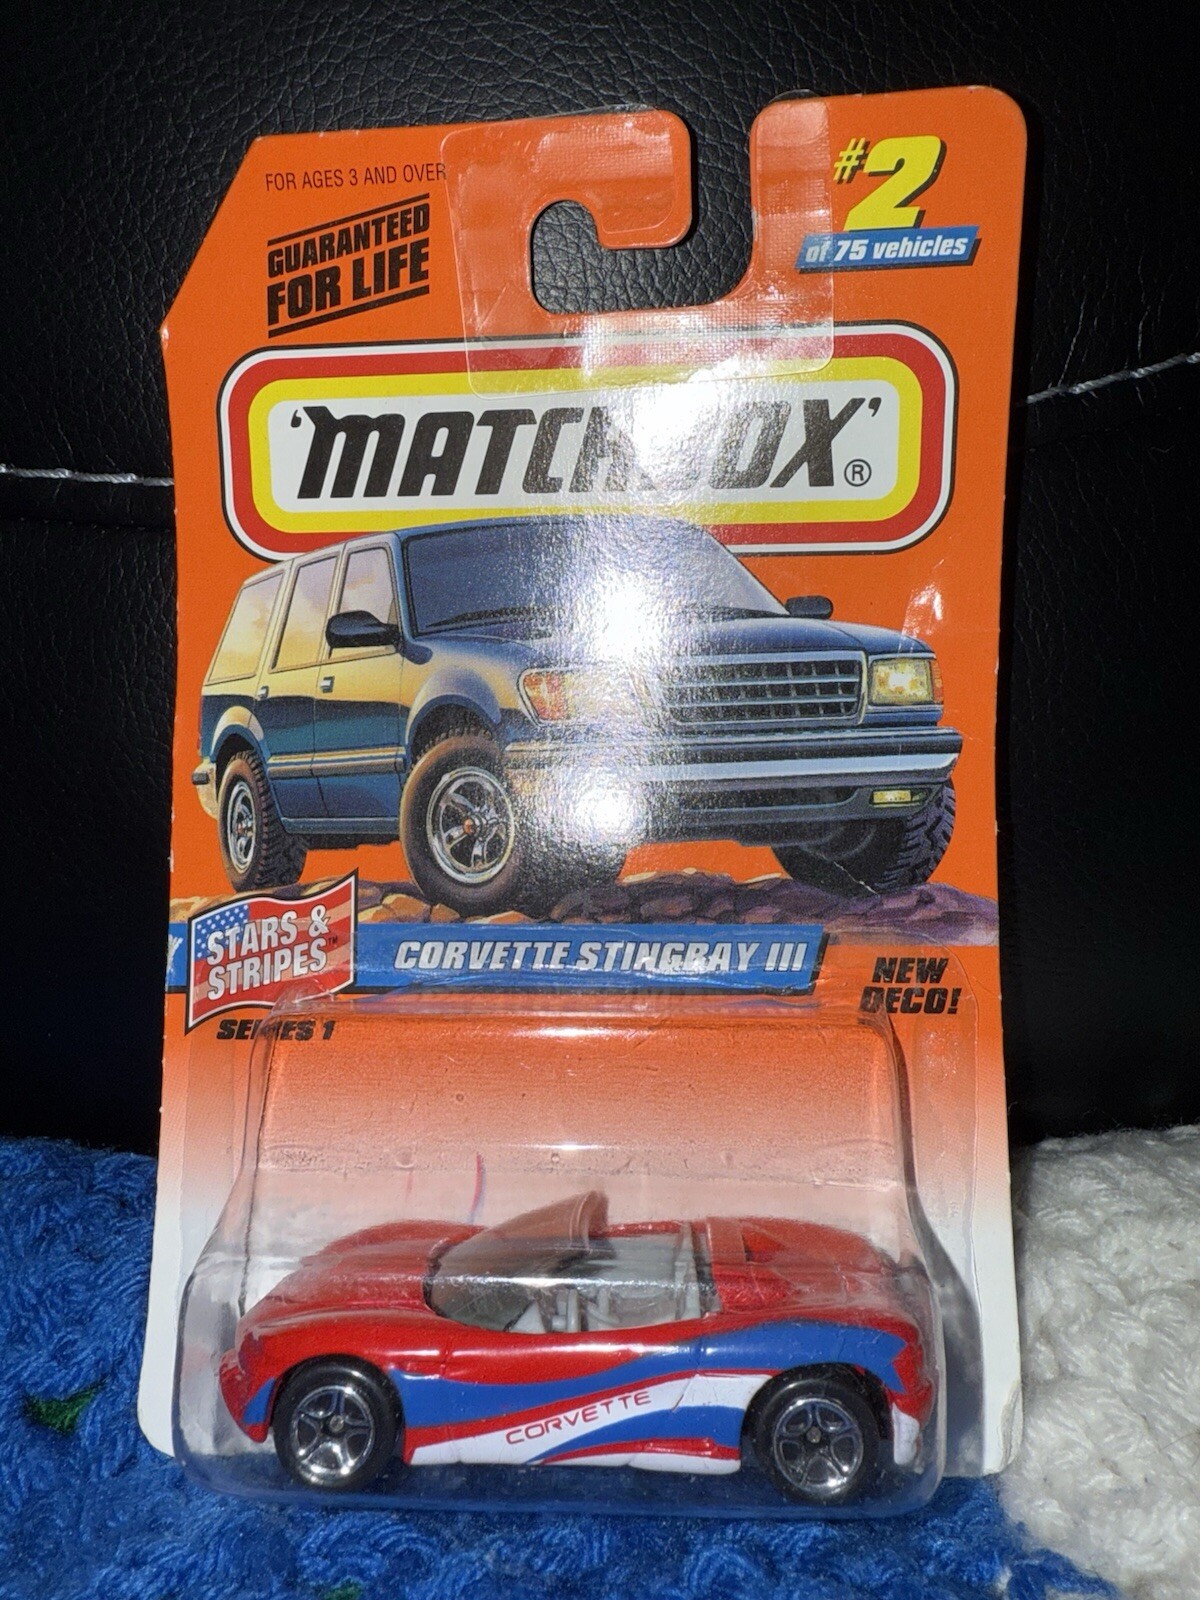 FOR AGES 3 AND OVER
GUARANTEED
FOR LIFE
#2
of 75 vehicles
'MATCHBOX'®
STARS &
STRIPES™
CORVETTE STINGRAY III
NEW
DECO!
SERIES 1
CORVETTE